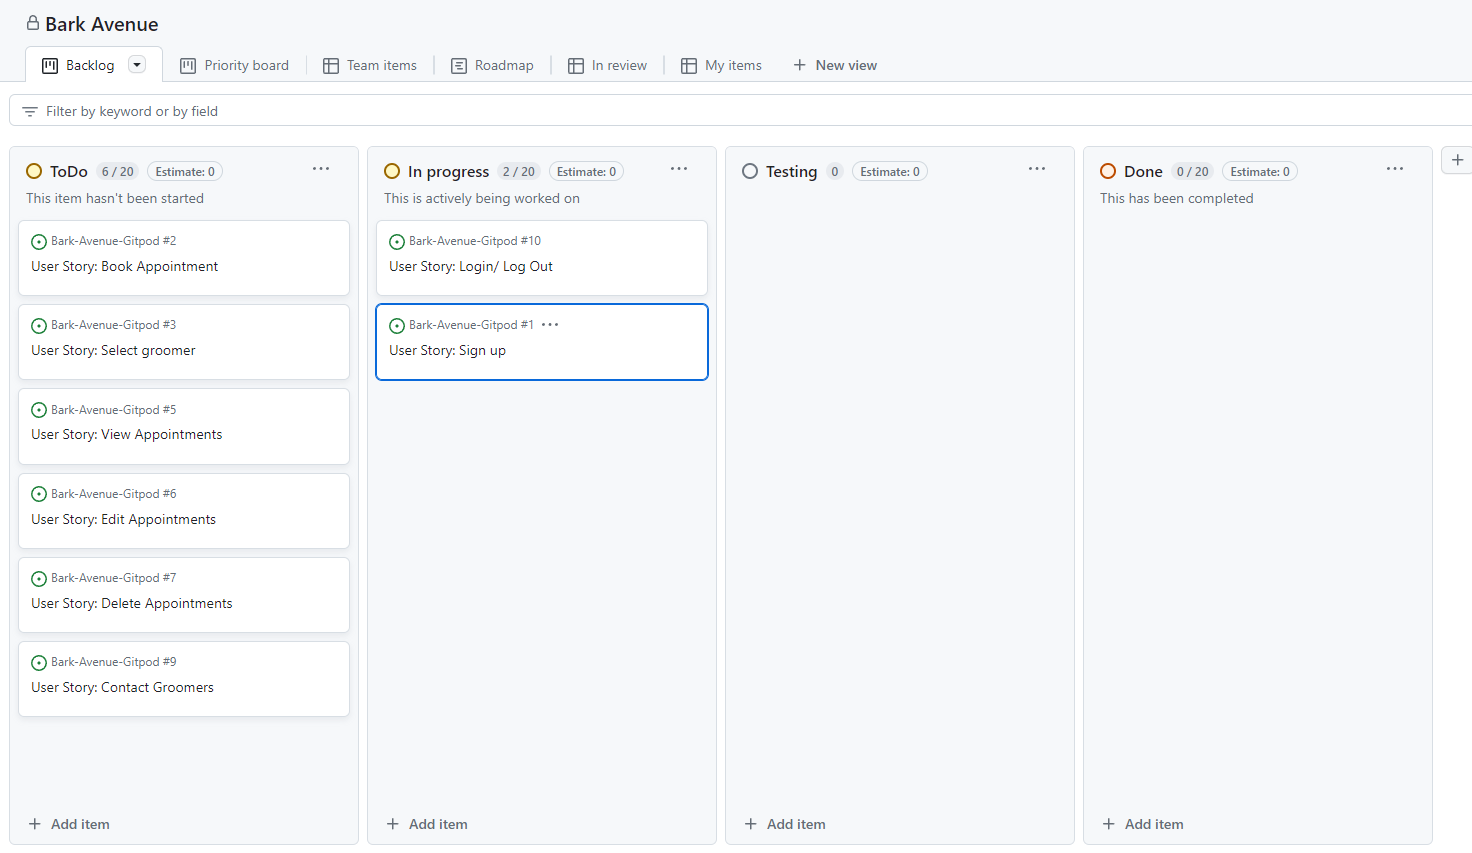 Bark Avenue
Backlog
Priority board
Team items
Roadmap
In review
My items
New view
Filter by keyword or by field
ToDo 6 / 20 Estimate: 0
This item hasn't been started
Bark-Avenue-Gitpod #2
User Story: Book Appointment
Bark-Avenue-Gitpod #3
User Story: Select groomer
Bark-Avenue-Gitpod #5
User Story: View Appointments
Bark-Avenue-Gitpod #6
User Story: Edit Appointments
Bark-Avenue-Gitpod #7
User Story: Delete Appointments
Bark-Avenue-Gitpod #9
User Story: Contact Groomers
+ Add item
In progress 2 / 20 Estimate: 0
This is actively being worked on
Bark-Avenue-Gitpod #10
User Story: Login/ Log Out
Bark-Avenue-Gitpod #1
User Story: Sign up
+ Add item
Testing 0 Estimate: 0
+ Add item
Done 0 / 20 Estimate: 0
This has been completed
+ Add item